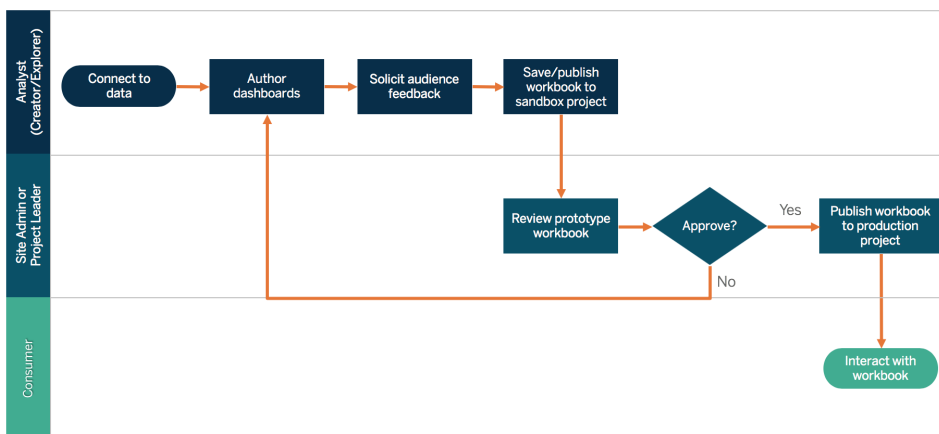 Analyst
(Creator/Explorer)
Connect to
data
Author
dashboards
Solicit audience
feedback
Save/publish
workbook to
sandbox project
Site Admin or
Project Leader
Review prototype
workbook
Approve?
Yes
No
Publish workbook
to production
project
Consumer
Interact with
workbook